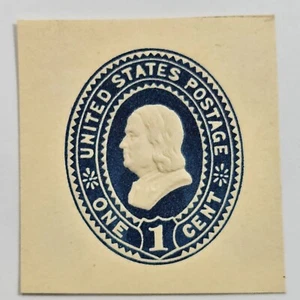 UNITED STATES POSTAGE
ONE 1 CENT